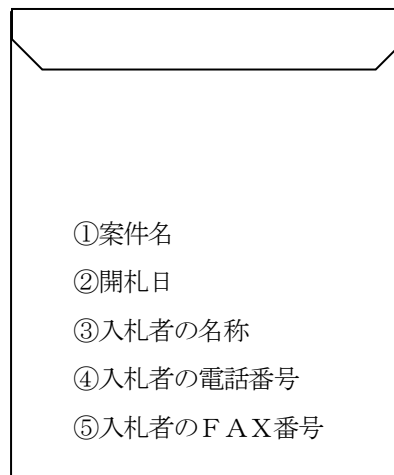 ①案件名
②開札日
③入札者の名称
④入札者の電話番号
⑤入札者のＦＡＸ番号